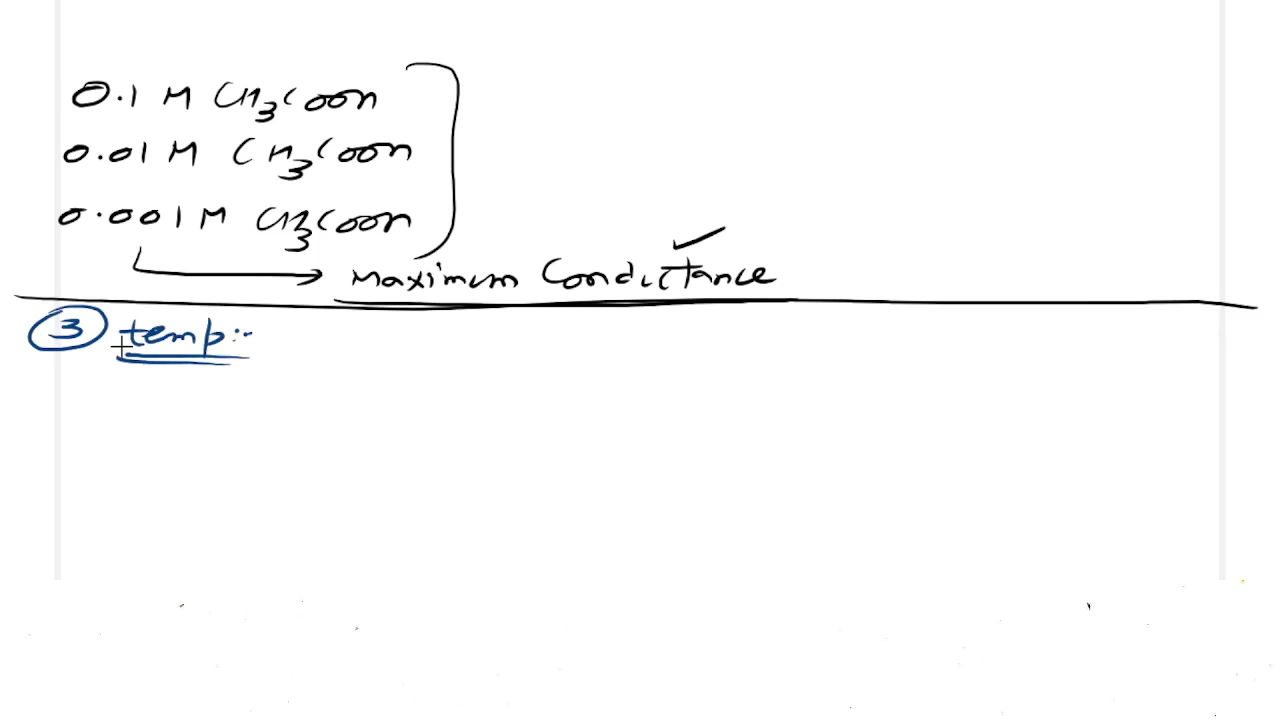 0.1 M CH3COOH
0.01 M CH3COOH
0.001 M CH3COOH
Maximum Conductance
3 temp:-